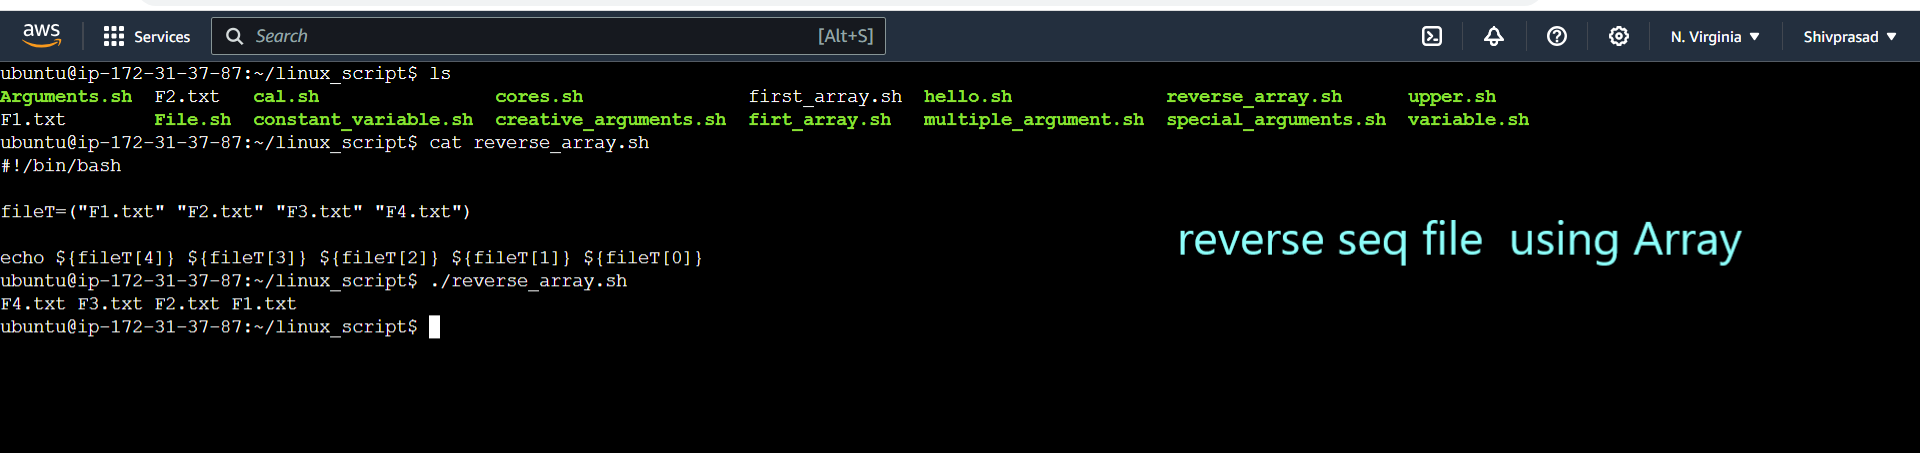 aws Services Search [Alt+S] N. Virginia Shivprasad
ubuntu@ip-172-31-37-87:~/linux_script$ ls
Arguments.sh F2.txt cal.sh cores.sh first_array.sh hello.sh reverse_array.sh upper.sh
F1.txt File.sh constant_variable.sh creative_arguments.sh firt_array.sh multiple_argument.sh special_arguments.sh variable.sh
ubuntu@ip-172-31-37-87:~/linux_script$ cat reverse_array.sh
#!/bin/bash
fileT=("F1.txt" "F2.txt" "F3.txt" "F4.txt")
reverse seq file using Array
echo ${fileT[4]} ${fileT[3]} ${fileT[2]} ${fileT[1]} ${fileT[0]}
ubuntu@ip-172-31-37-87:~/linux_script$ ./reverse_array.sh
F4.txt F3.txt F2.txt F1.txt
ubuntu@ip-172-31-37-87:~/linux_script$